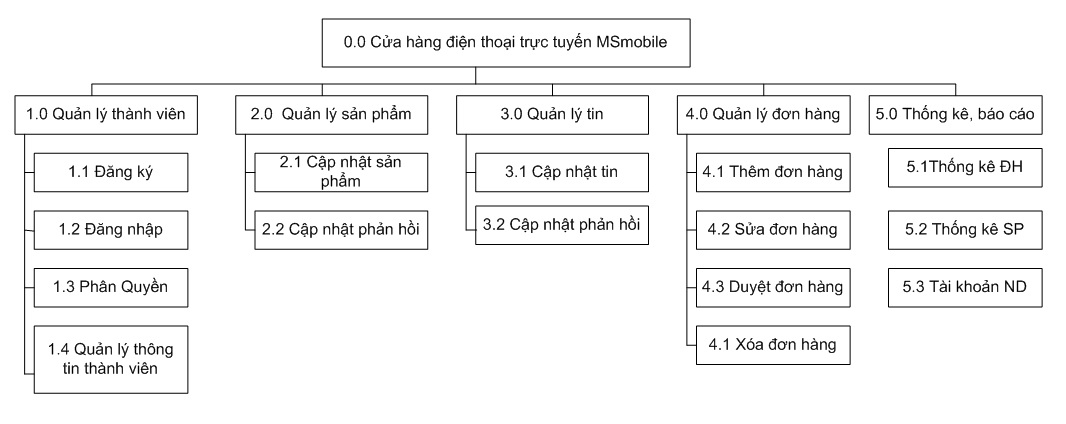 0.0 Cửa hàng điện thoại trực tuyến MSmobile
1.0 Quản lý thành viên
2.0 Quản lý sản phẩm
3.0 Quản lý tin
4.0 Quản lý đơn hàng
5.0 Thống kê, báo cáo
1.1 Đăng ký
1.2 Đăng nhập
1.3 Phân Quyền
1.4 Quản lý thông
tin thành viên
2.1 Cập nhật sản
phẩm
2.2 Cập nhật phản hồi
3.1 Cập nhật tin
3.2 Cập nhật phản hồi
4.1 Thêm đơn hàng
4.2 Sửa đơn hàng
4.3 Duyệt đơn hàng
4.1 Xóa đơn hàng
5.1Thống kê ĐH
5.2 Thống kê SP
5.3 Tài khoản ND